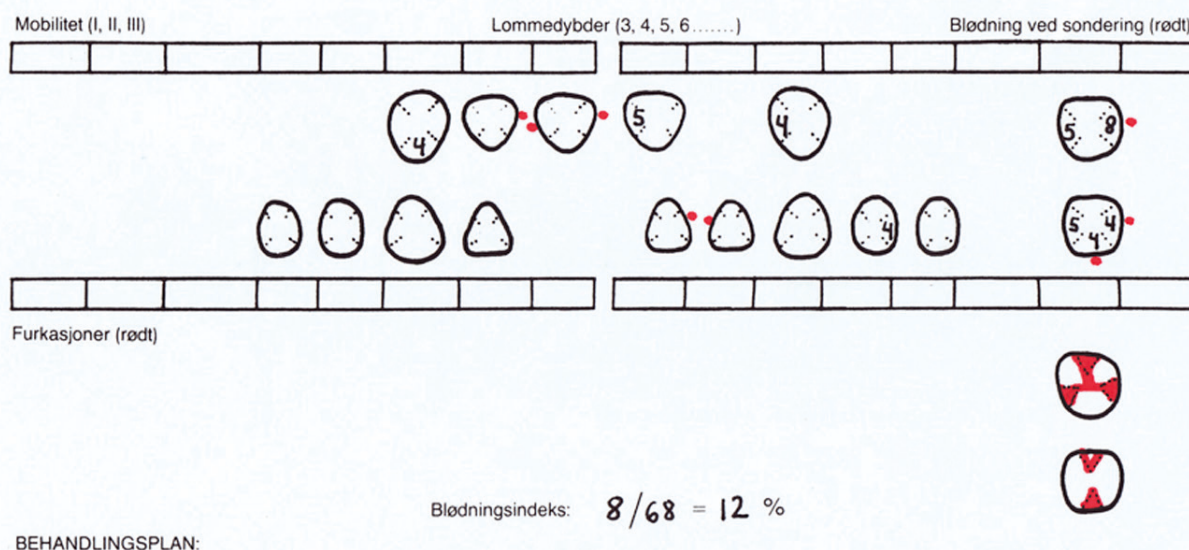 Mobilitet (I, II, III) Lommedybder (3, 4, 5, 6.......) Blødning ved sondering (rødt)
4 5 4 5 8
4 5 4 4
Furkasjoner (rødt)
Blødningsindeks: 8/68 = 12 %
BEHANDLINGSPLAN: